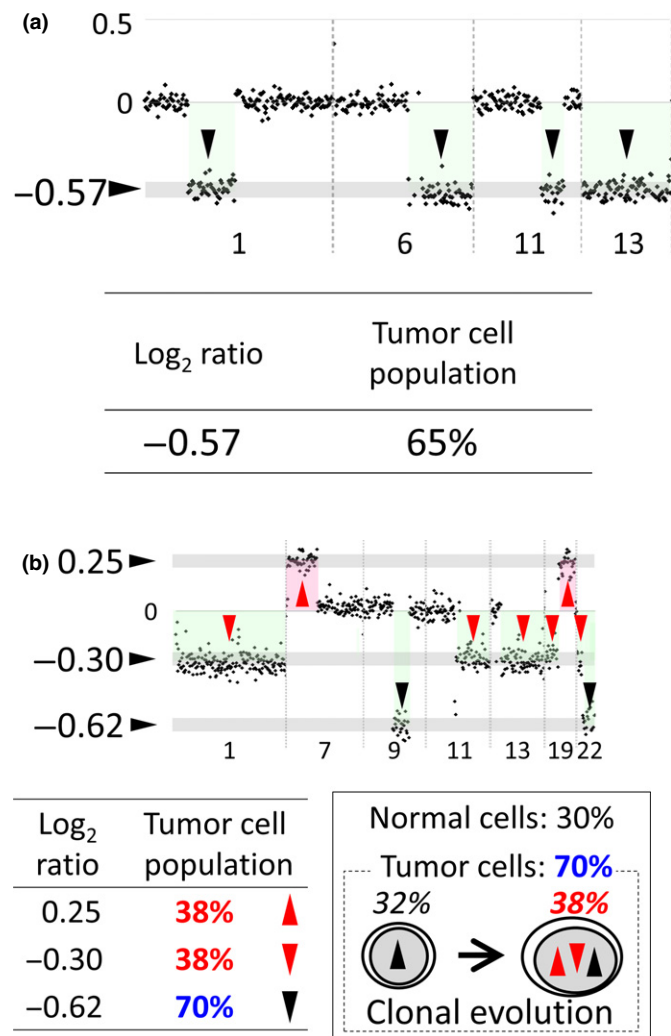 (a)
0.5
0
−0.57
1 6 11 13
Log₂ ratio
Tumor cell
population
−0.57 65%
(b)
0.25
0
−0.30
−0.62
1 7 9 11 13 19 22
Log₂
ratio
Tumor cell
population
0.25 38%
−0.30 38%
−0.62 70%
Normal cells: 30%
Tumor cells: 70%
32% 38%
Clonal evolution